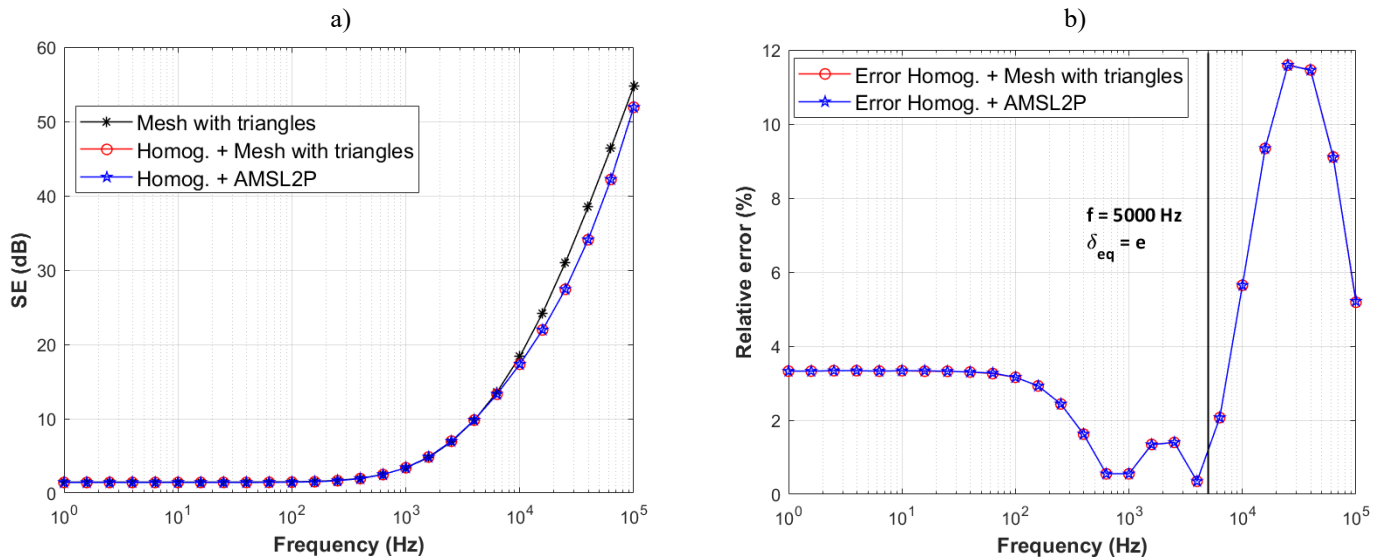 a)
60
50
40
30
20
10
0
SE (dB)
Mesh with triangles
Homog. + Mesh with triangles
Homog. + AMSL2P
10^0 10^1 10^2 10^3 10^4 10^5
Frequency (Hz)
b)
12
10
8
6
4
2
0
Relative error (%)
Error Homog. + Mesh with triangles
Error Homog. + AMSL2P
f = 5000 Hz
δ_eq = e
10^0 10^1 10^2 10^3 10^4 10^5
Frequency (Hz)